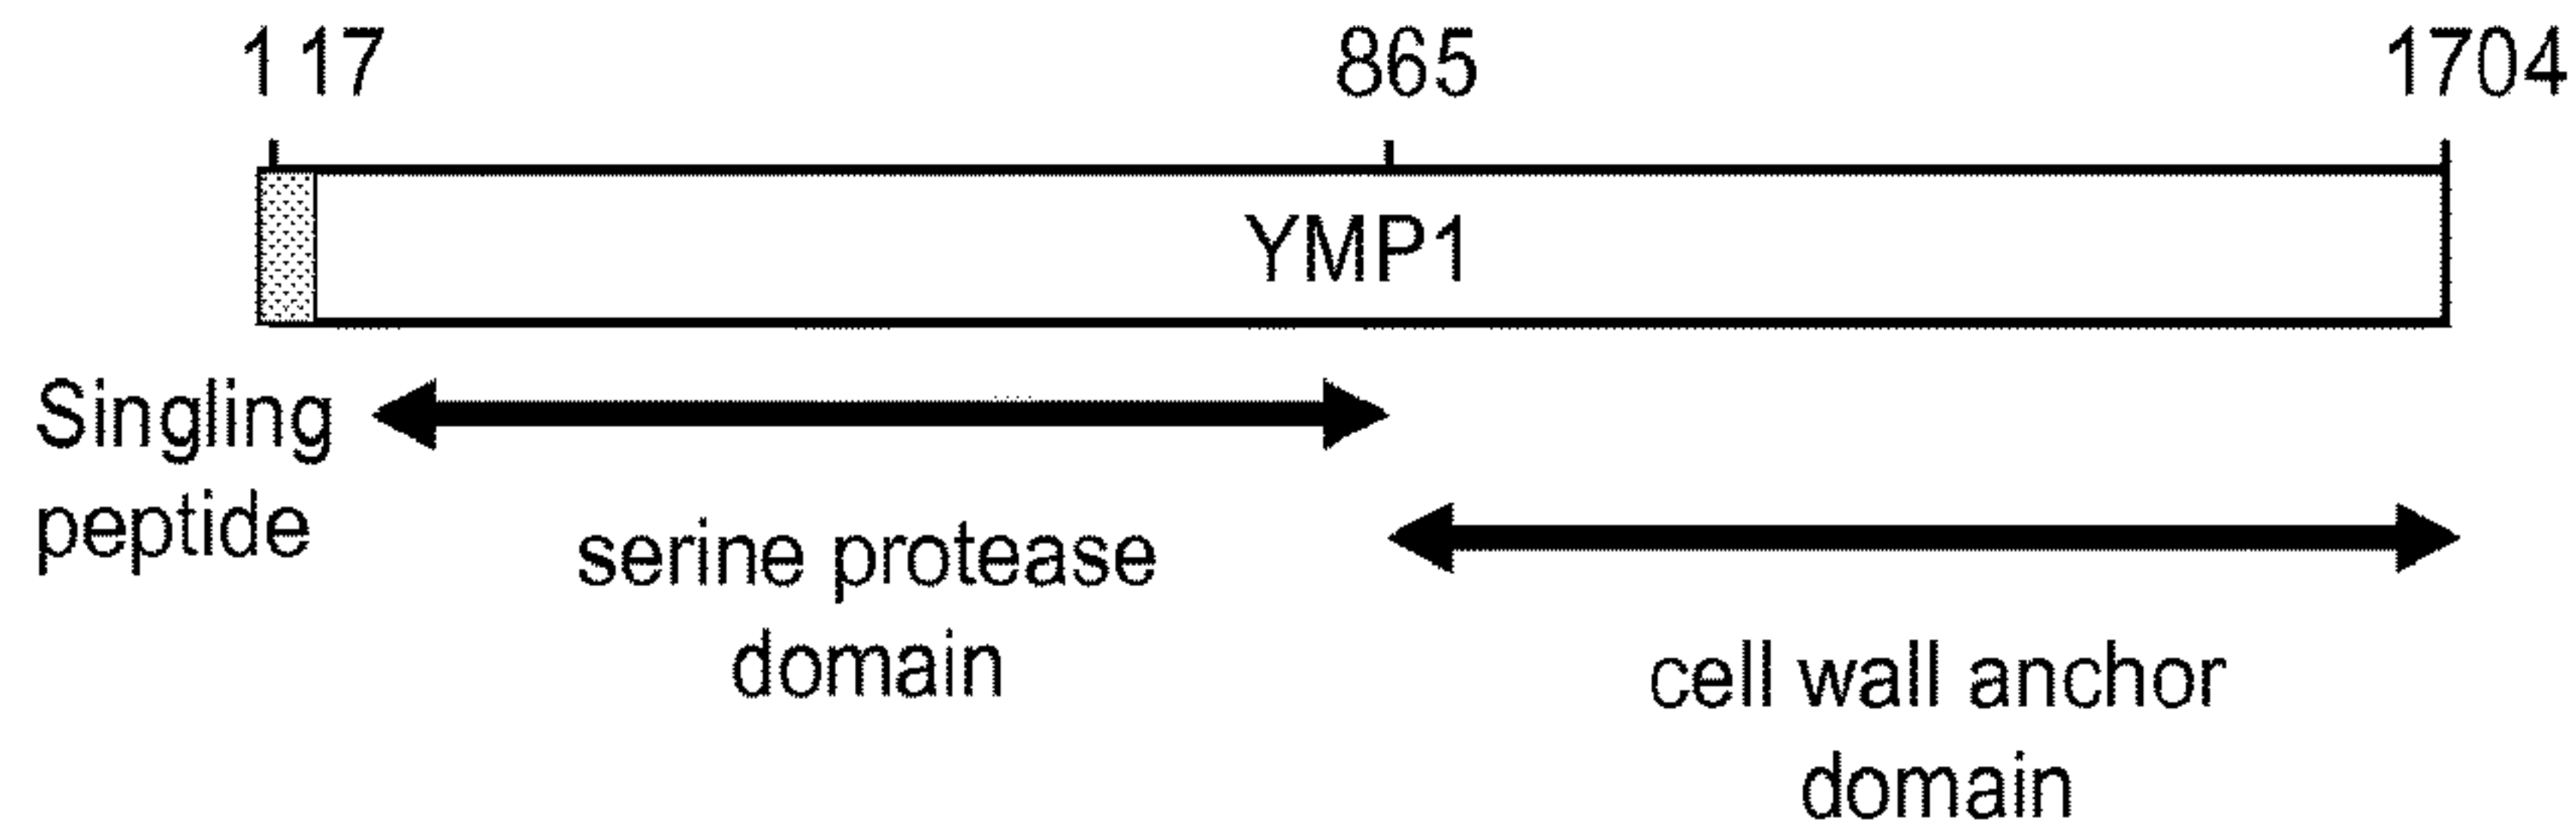 1 17 865 1704
YMP1
Singling
peptide
serine protease
domain
cell wall anchor
domain